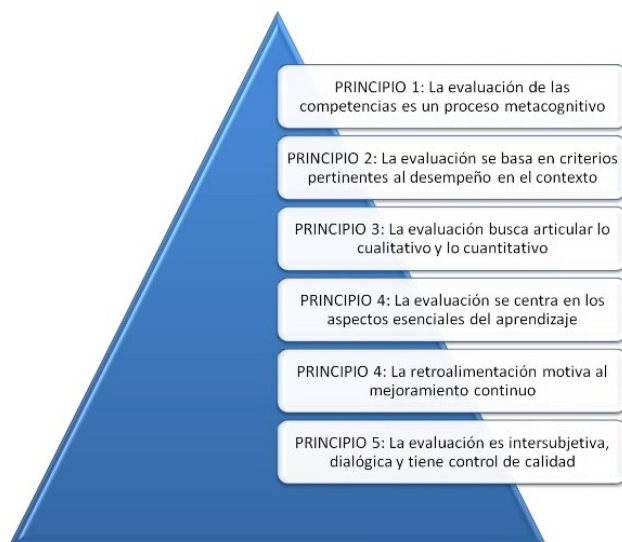 PRINCIPIO 1: La evaluación de las
competencias es un proceso metacognitivo
PRINCIPIO 2: La evaluación se basa en criterios
pertinentes al desempeño en el contexto
PRINCIPIO 3: La evaluación busca articular lo
cualitativo y lo cuantitativo
PRINCIPIO 4: La evaluación se centra en los
aspectos esenciales del aprendizaje
PRINCIPIO 4: La retroalimentación motiva al
mejoramiento continuo
PRINCIPIO 5: La evaluación es intersubjetiva,
dialógica y tiene control de calidad